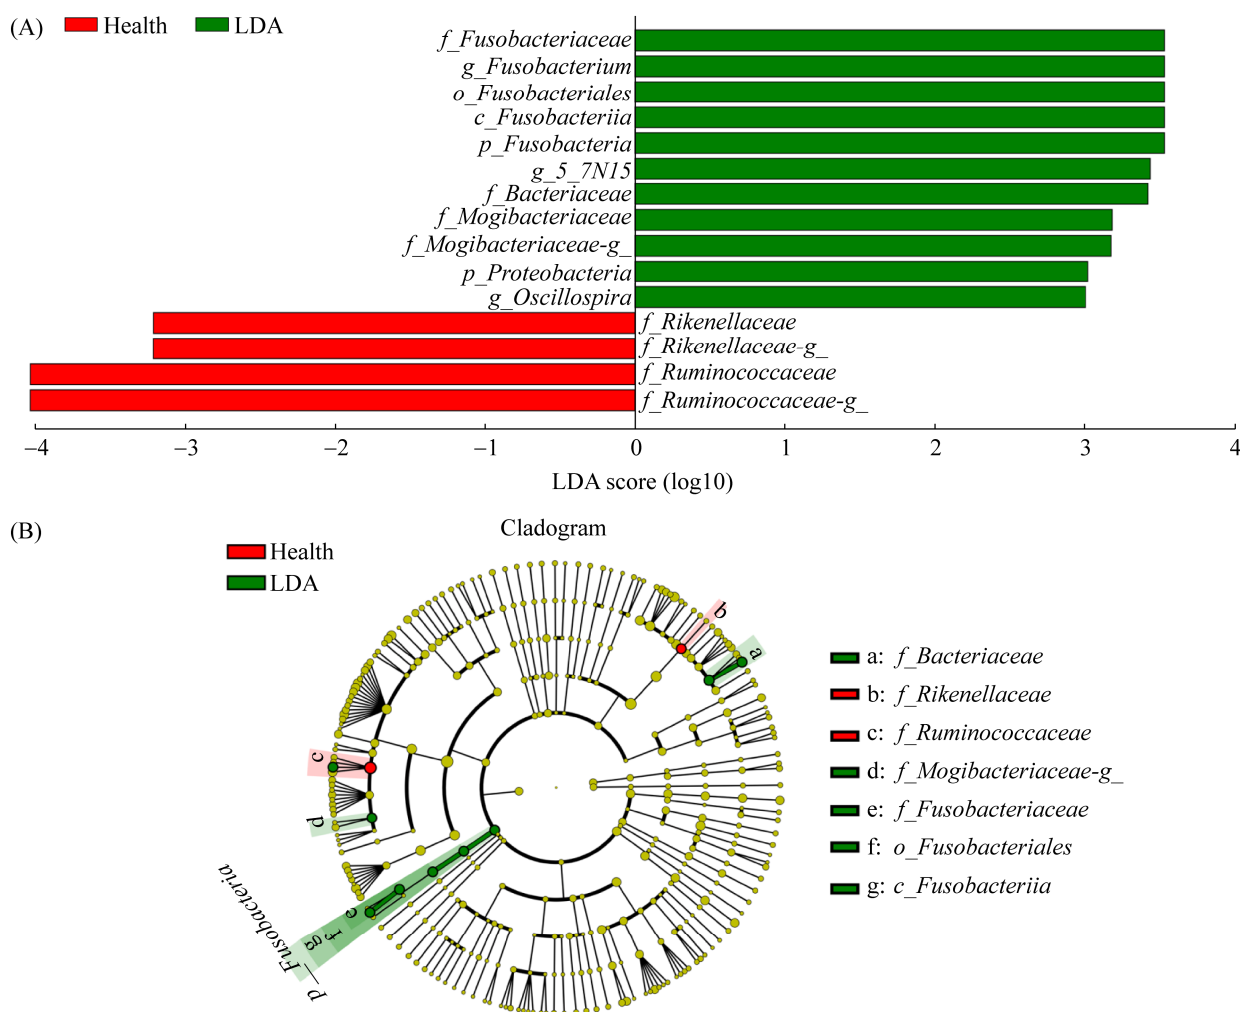 (A)
Health
LDA
f_Fusobacteriaceae
g_Fusobacterium
o_Fusobacteriales
c_Fusobacteriia
p_Fusobacteria
g_5_7N15
f_Bacteriaceae
f_Mogibacteriaceae
f_Mogibacteriaceae-g_
p_Proteobacteria
g_Oscillospira
f_Rikenellaceae
f_Rikenellaceae-g_
f_Ruminococcaceae
f_Ruminococcaceae-g_
–4 –3 –2 –1 0 1 2 3 4
LDA score (log10)
(B)
Cladogram
Health
LDA
b
a
c
d
e
f
g
p__Fusobacteria
a: f_Bacteriaceae
b: f_Rikenellaceae
c: f_Ruminococcaceae
d: f_Mogibacteriaceae-g_
e: f_Fusobacteriaceae
f: o_Fusobacteriales
g: c_Fusobacteriia